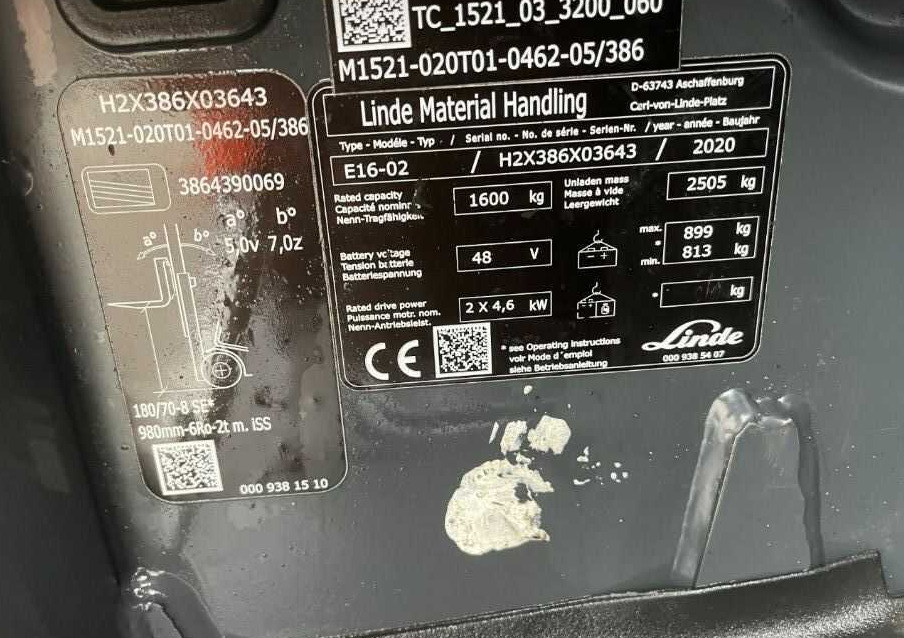 TC_1521_03_3200_060
M1521-020T01-0462-05/386
H2X386X03643
M1521-020T01-0462-05/386
3864390069
a° b°
a° b° 5,0v 7,0z
180/70-8 SE*
980mm-6Ro-2t m. ISS
000 938 15 10
Linde Material Handling
D-63743 Aschaffenburg
Carl-von-Linde-Platz
Type - Modéle - Typ / Serial no. - No. de série - Serien-Nr. / year - année - Baujahr
E16-02 / H2X386X03643 / 2020
Rated capacity
Capacité nominr
Nenn-Tragfähigkei
1600 kg
Unladen mass
Masse à vide
Leergewicht
2505 kg
Battery voltage
Tension batterie
Batteriespannung
48 V
max. 899 kg
*
min. 813 kg
Rated drive power
Puissance motr. nom.
Nenn-Antriebsleist.
2 X 4,6 kW
* kg
CE
* see Operating Instructions
voir Mode d'emploi
siehe Betriebsanleitung
Linde
000 938 54 07